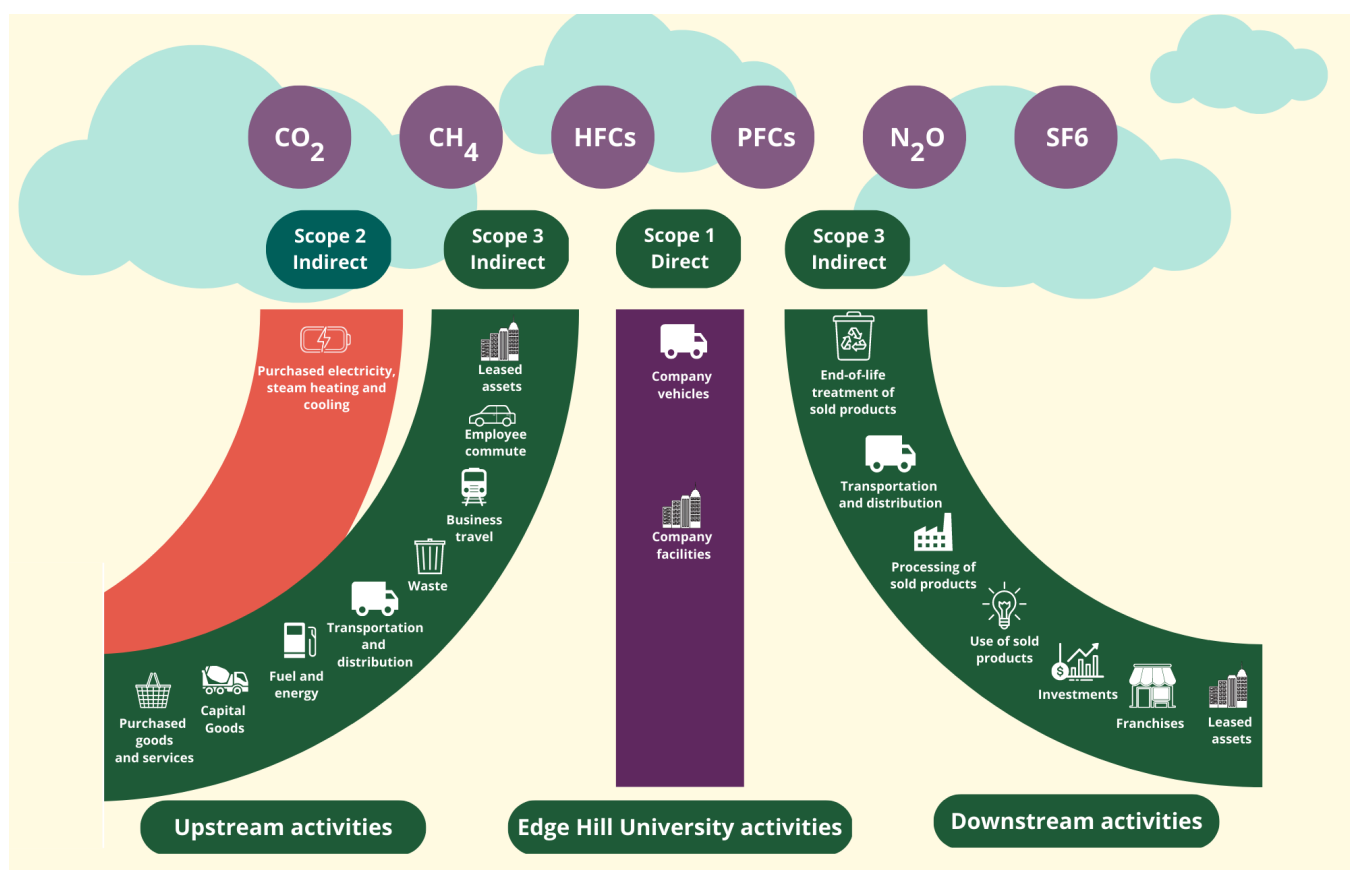 CO2
CH4
HFCs
PFCs
N2O
SF6
Scope 2
Indirect
Scope 3
Indirect
Scope 1
Direct
Scope 3
Indirect
Purchased electricity,
steam heating and
cooling
Leased
assets
Employee
commute
Business
travel
Waste
Transportation
and
distribution
Fuel and
energy
Capital
Goods
Purchased
goods
and services
Company
vehicles
Company
facilities
End-of-life
treatment of
sold products
Transportation
and distribution
Processing of
sold products
Use of sold
products
$
Investments
Franchises
Leased
assets
Upstream activities
Edge Hill University activities
Downstream activities